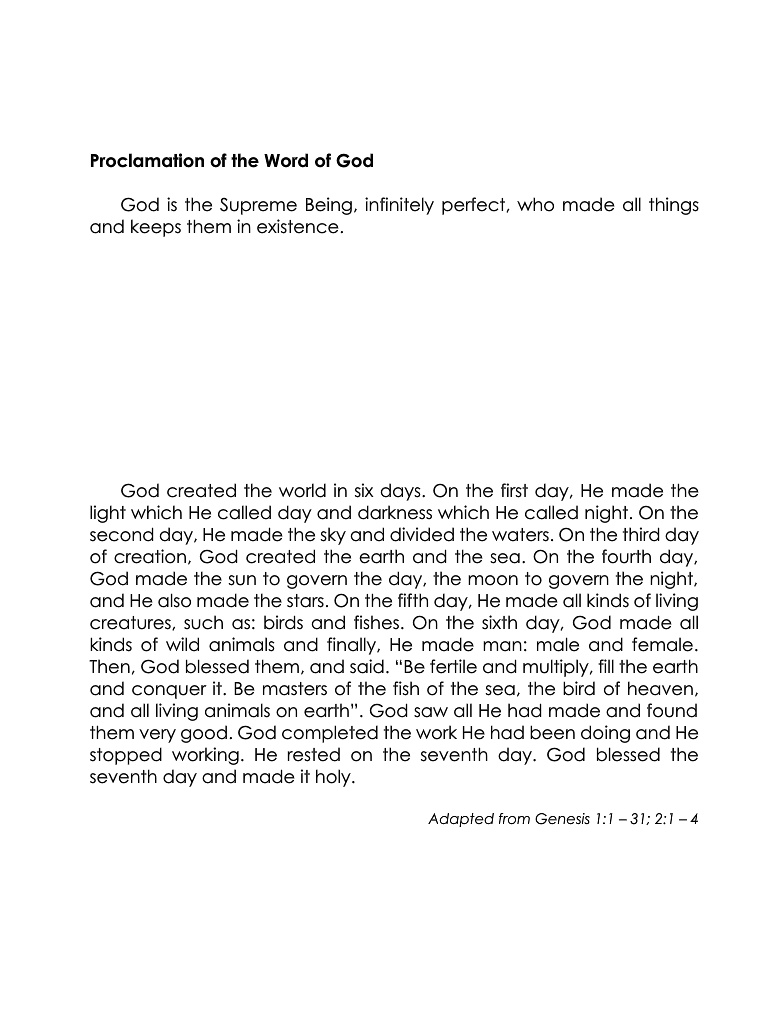 Proclamation of the Word of God
God is the Supreme Being, infinitely perfect, who made all things
and keeps them in existence.
God created the world in six days. On the first day, He made the
light which He called day and darkness which He called night. On the
second day, He made the sky and divided the waters. On the third day
of creation, God created the earth and the sea. On the fourth day,
God made the sun to govern the day, the moon to govern the night,
and He also made the stars. On the fifth day, He made all kinds of living
creatures, such as: birds and fishes. On the sixth day, God made all
kinds of wild animals and finally, He made man: male and female.
Then, God blessed them, and said. “Be fertile and multiply, fill the earth
and conquer it. Be masters of the fish of the sea, the bird of heaven,
and all living animals on earth”. God saw all He had made and found
them very good. God completed the work He had been doing and He
stopped working. He rested on the seventh day. God blessed the
seventh day and made it holy.
Adapted from Genesis 1:1 – 31; 2:1 – 4